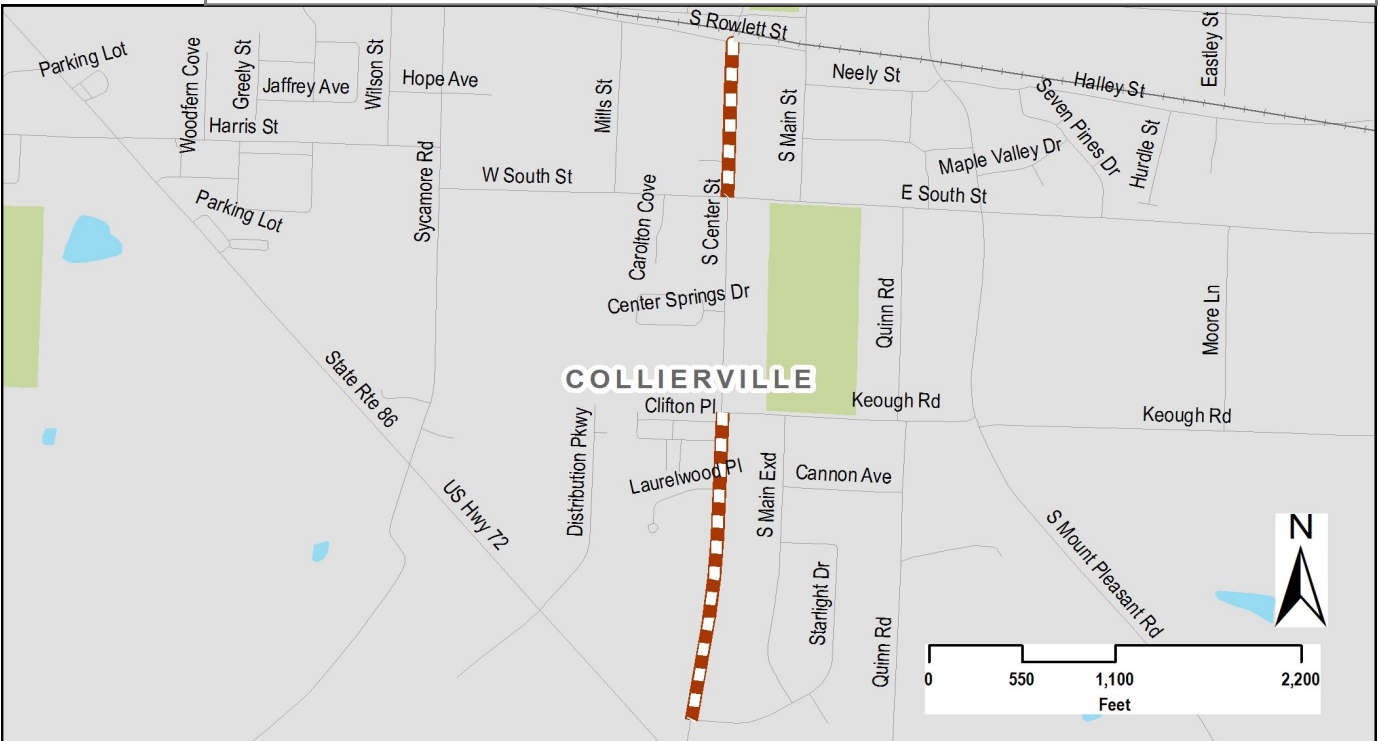 S Rowlett St
Parking Lot
Woodfern Cove
Greely St
Jaffrey Ave
Wilson St
Hope Ave
Mills St
S Main St
Neely St
Halley St
Eastley St
Harris St
Seven Pines Dr
Hurdle St
Maple Valley Dr
Sycamore Rd
W South St
E South St
Parking Lot
Carolton Cove
S Center St
Center Springs Dr
Quinn Rd
Moore Ln
State Rte 86
COLLIERVILLE
Clifton Pl
Keough Rd
Keough Rd
Distribution Pkwy
Laurelwood Pl
S Main Exd
Cannon Ave
US Hwy 72
S Mount Pleasant Rd
Starlight Dr
Quinn Rd
N
0 550 1,100 2,200
Feet